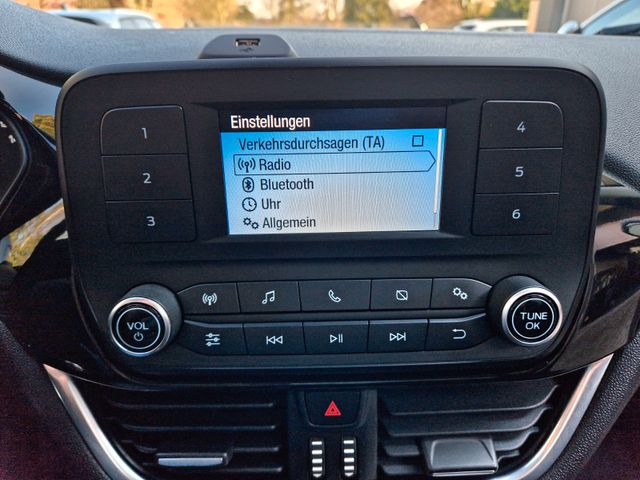 Einstellungen
Verkehrsdurchsagen (TA)
Radio
Bluetooth
Uhr
Allgemein
1
2
3
4
5
6
VOL
TUNE
OK